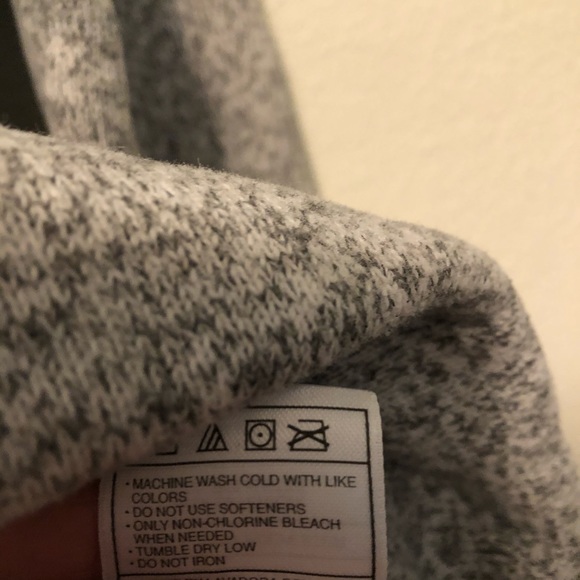 · MACHINE WASH COLD WITH LIKE
COLORS
· DO NOT USE SOFTENERS
· ONLY NON-CHLORINE BLEACH
WHEN NEEDED
· TUMBLE DRY LOW
· DO NOT IRON